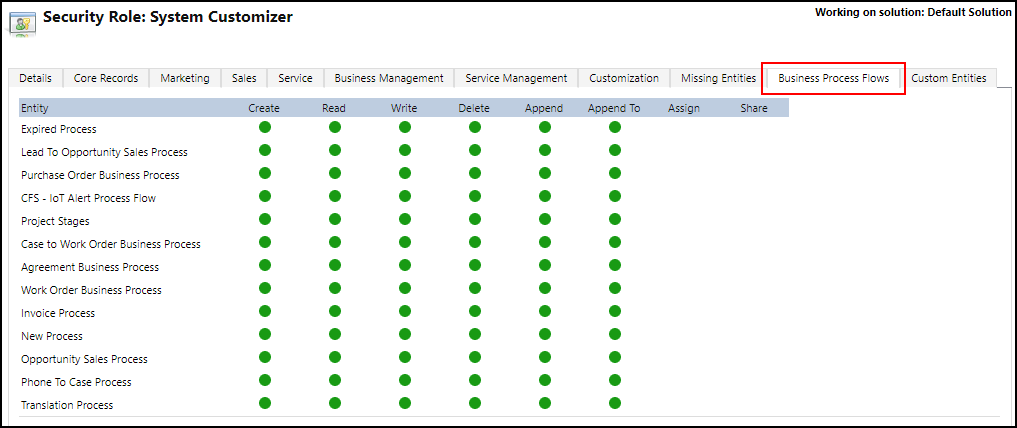 Security Role: System Customizer
Working on solution: Default Solution
Details Core Records Marketing Sales Service Business Management Service Management Customization Missing Entities Business Process Flows Custom Entities
Entity Create Read Write Delete Append Append To Assign Share
Expired Process
Lead To Opportunity Sales Process
Purchase Order Business Process
CFS - IoT Alert Process Flow
Project Stages
Case to Work Order Business Process
Agreement Business Process
Work Order Business Process
Invoice Process
New Process
Opportunity Sales Process
Phone To Case Process
Translation Process